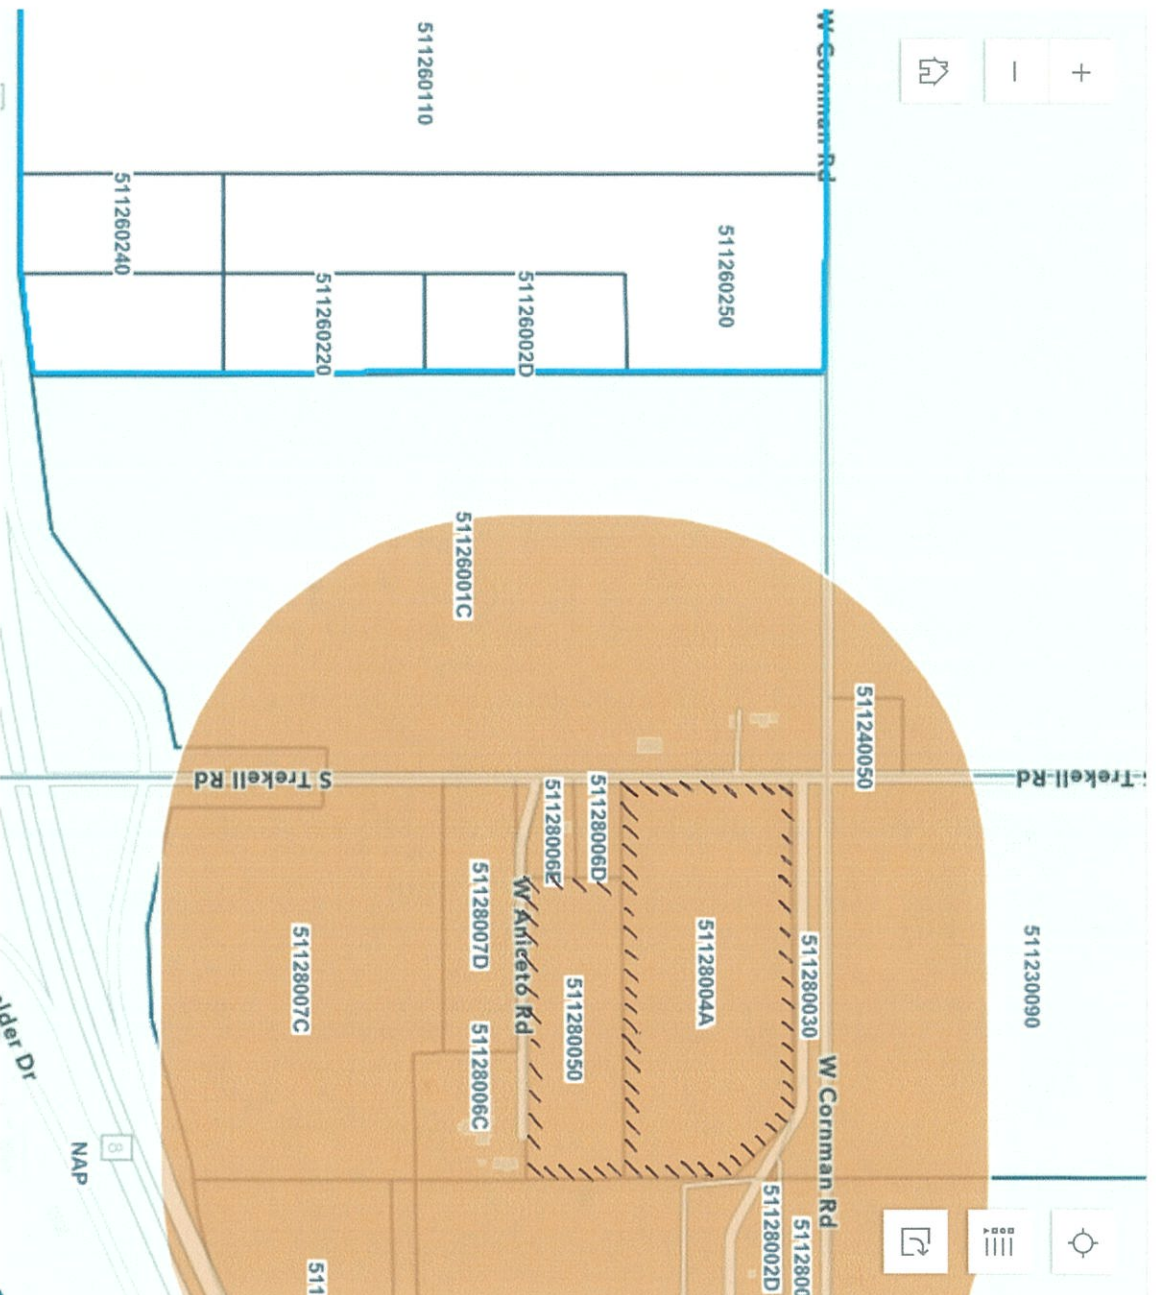 Trekell Rd
511230090
511240050
W Cornman Rd
W Cornman Rd
511280030
51128002D
511260250
51128004A
51128006D
511280050
51128006E
51126002D
W Aniceto Rd
51128007D
51128006C
51126001C
511260110
511260220
511
51128007C
S Trekell Rd
511260240
8
NAP
lder Dr